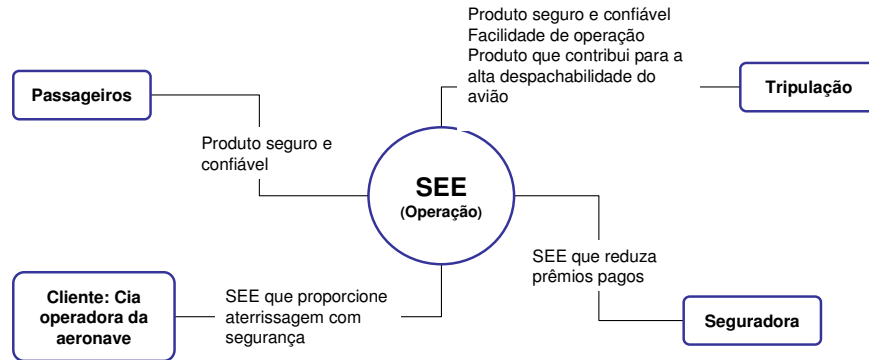 Produto seguro e confiável
Facilidade de operação
Produto que contribui para a
alta despachabilidade do
avião
Passageiros
Tripulação
Produto seguro e
confiável
SEE
(Operação)
SEE que reduza
prêmios pagos
Cliente: Cia
operadora da
aeronave
SEE que proporcione
aterrissagem com
segurança
Seguradora